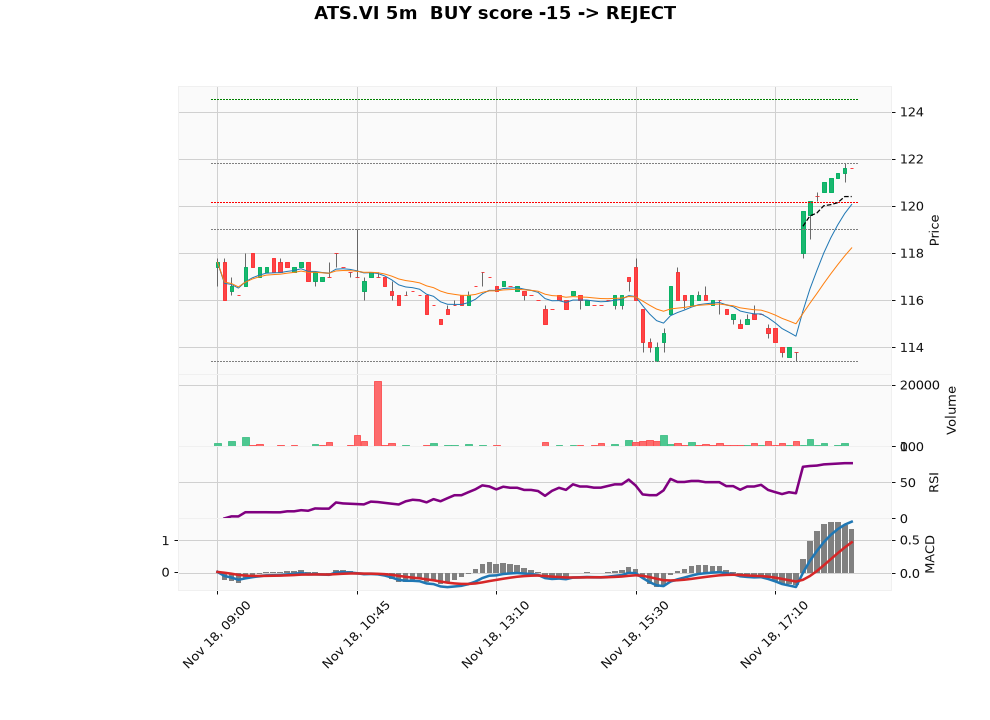 ATS.VI 5m  BUY score -15 -> REJECT
124
122
120
118
116
114
Price
20000
0
Volume
100
50
0
RSI
1
0
0.5
0.0
MACD
Nov 18, 09:00
Nov 18, 10:45
Nov 18, 13:10
Nov 18, 15:30
Nov 18, 17:10